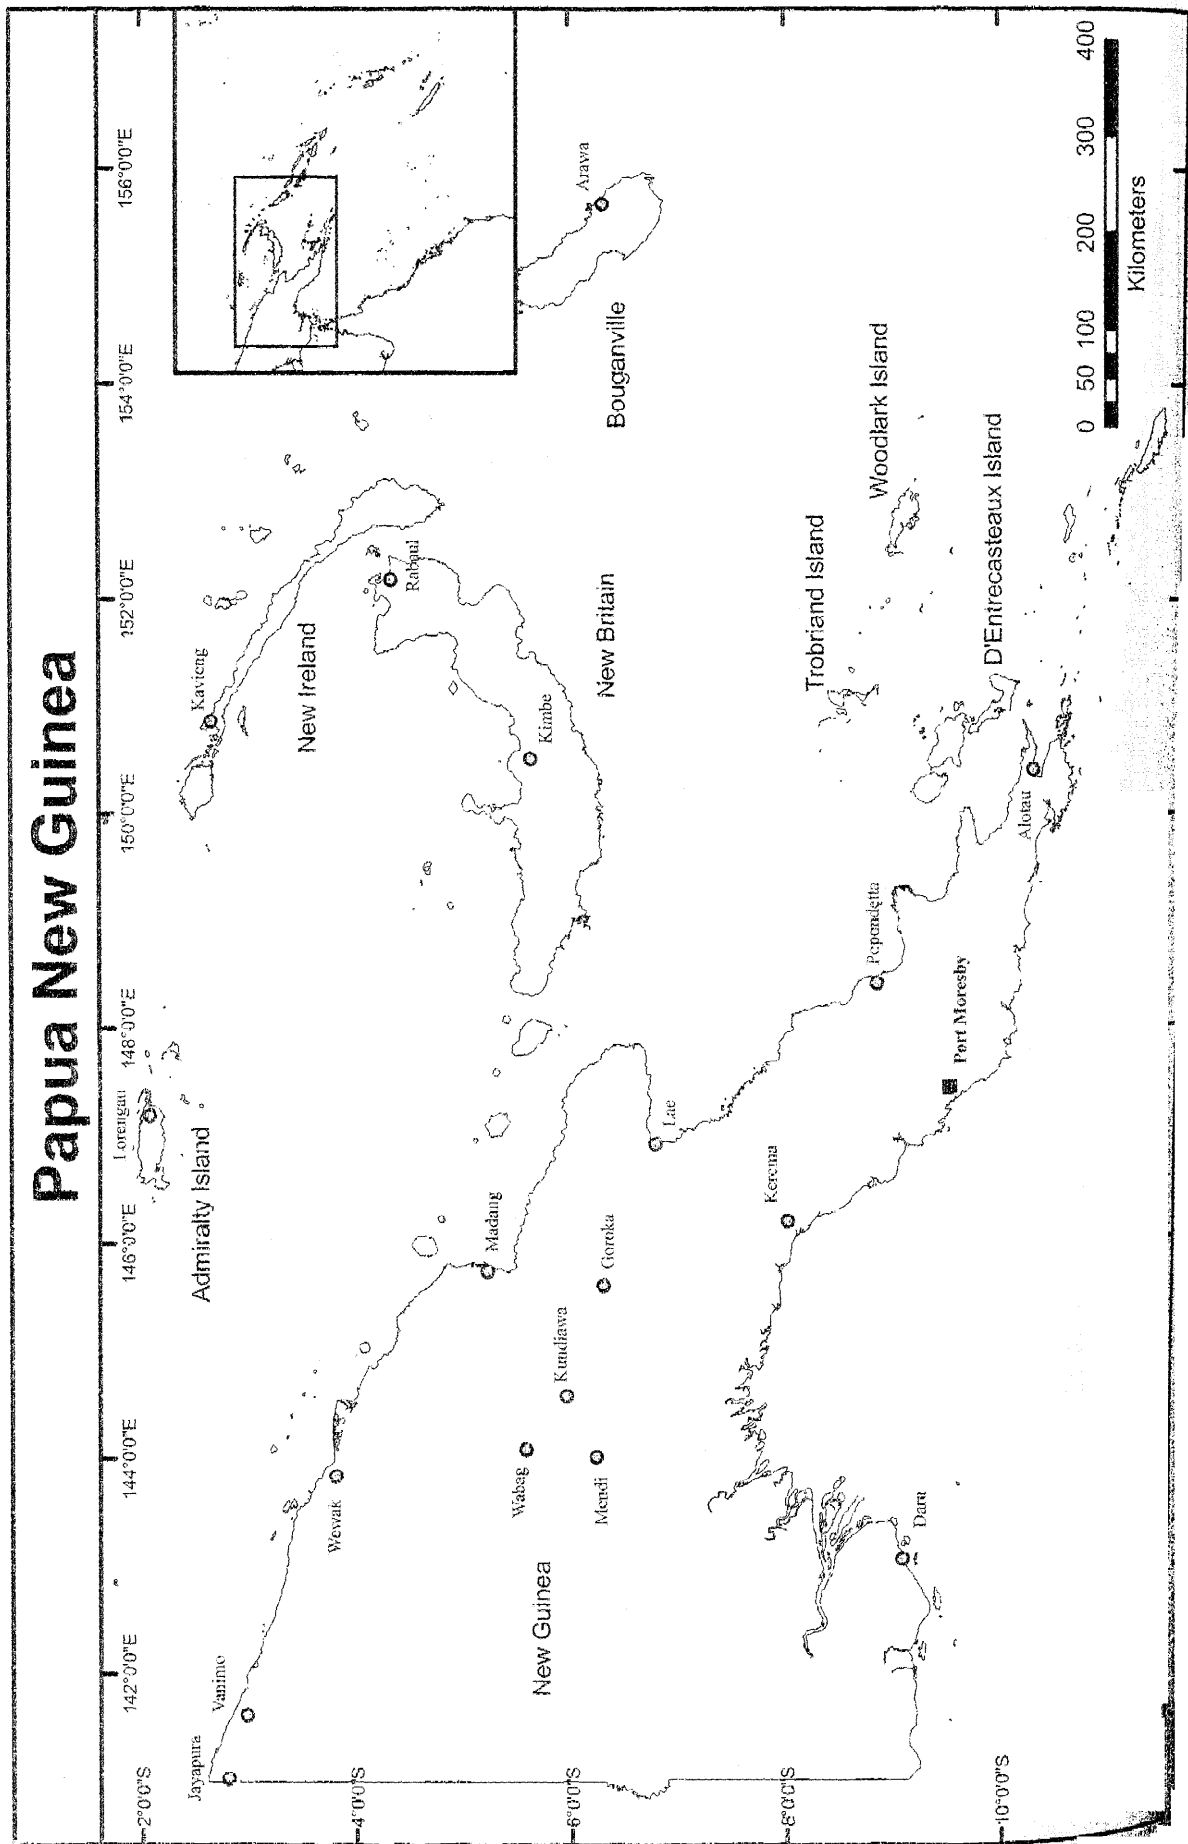 Papua New Guinea
142°0'0"E
144°0'0"E
146°0'0"E
148°0'0"E
150°0'0"E
152°0'0"E
154°0'0"E
156°0'0"E
2°0'0"S
4°0'0"S
6°0'0"S
8°0'0"S
10°0'0"S
Jayapura
Vanimo
Wewak
Lorengau
Admiralty Island
Kavieng
New Ireland
Rabaul
Kimbe
New Britain
Madang
Wabag
Kundiawa
Mendi
Goroka
New Guinea
Lae
Arawa
Bouganville
Kerema
Daru
Popondetta
Port Moresby
Alotau
Trobriand Island
Woodlark Island
D'Entrecasteaux Island
0 50 100 200 300 400
Kilometers